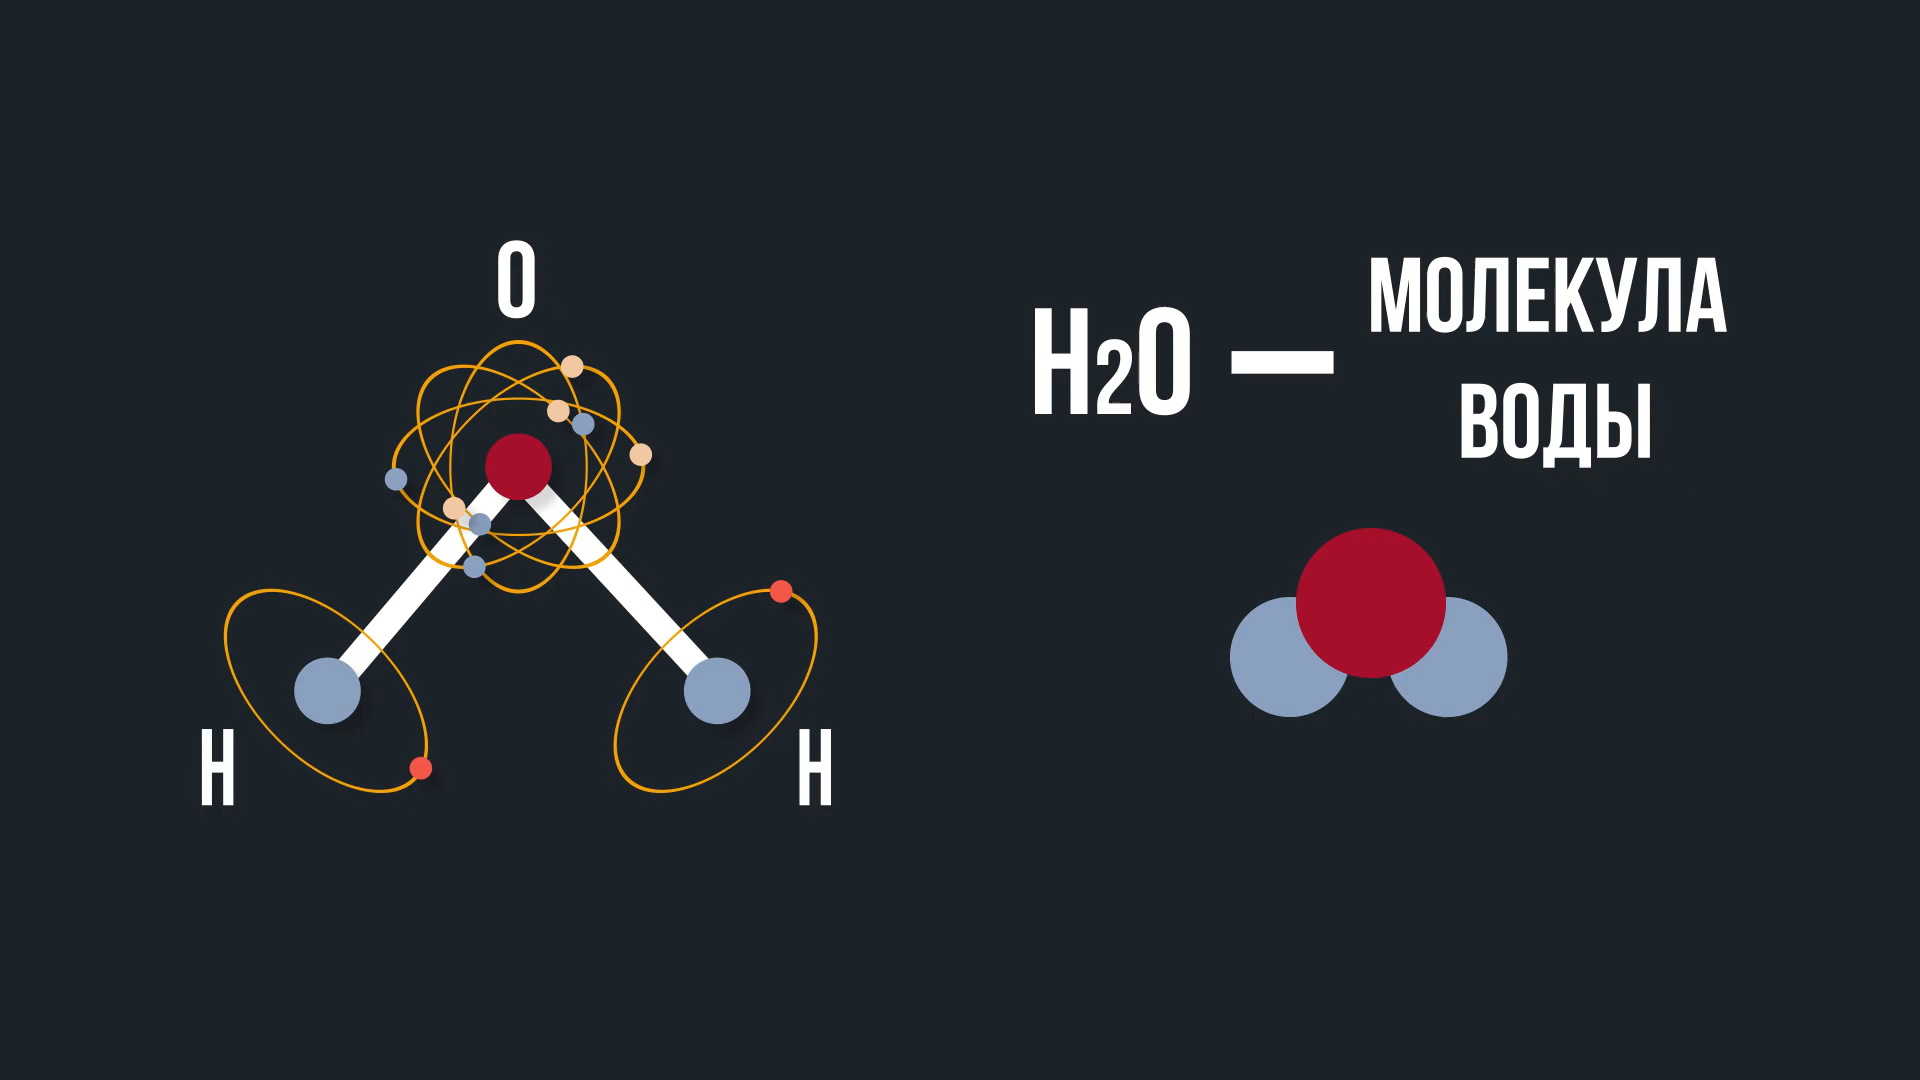 O
H
H
H2O —
МОЛЕКУЛА
ВОДЫ